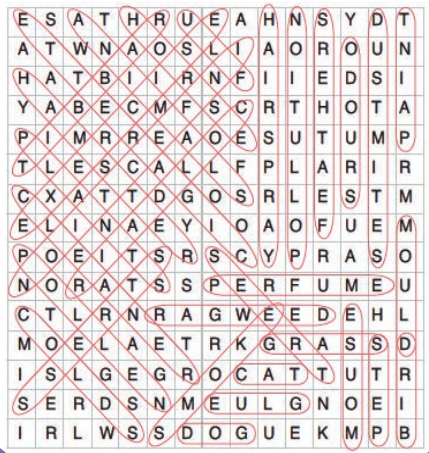 E S A T H R U E A H N S Y D T
A T W N A O S L I A O R O U N
H A T B I I R N F I I E D S I
Y A B E C M F S C R T H O T A
P I M R R E A O E S U T U M P
T L E S C A L L F P L A R I R
C X A T T D G O S R L E S T M
E L I N A E Y I O A O F U E M
P O E I T S R S C Y P R A S O
N O R A T S S P E R F U M E U
C T L R N R A G W E E D E H L
M O E L A E T R K G R A S S D
I S L G E G R O C A T T U T R
S E R D S N M E U L G N O E I
I R L W S S D O G U E K M P B